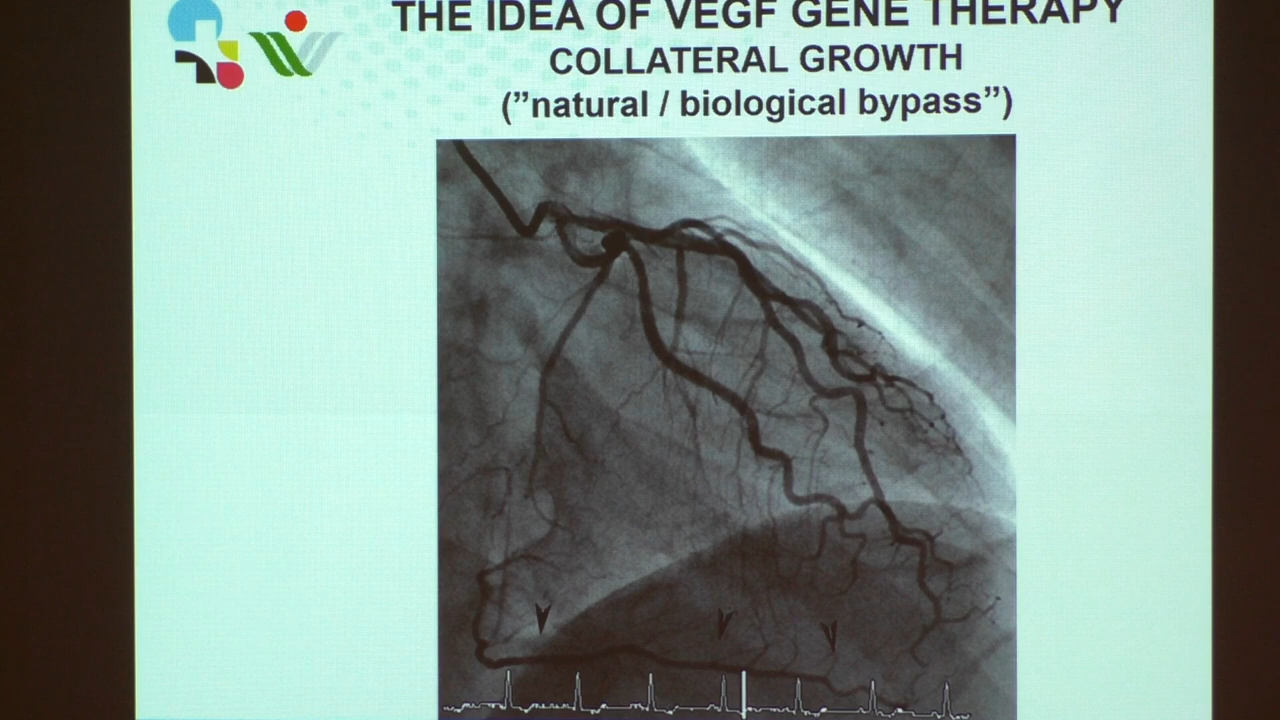 THE IDEA OF VEGF GENE THERAPY
COLLATERAL GROWTH
(”natural / biological bypass”)